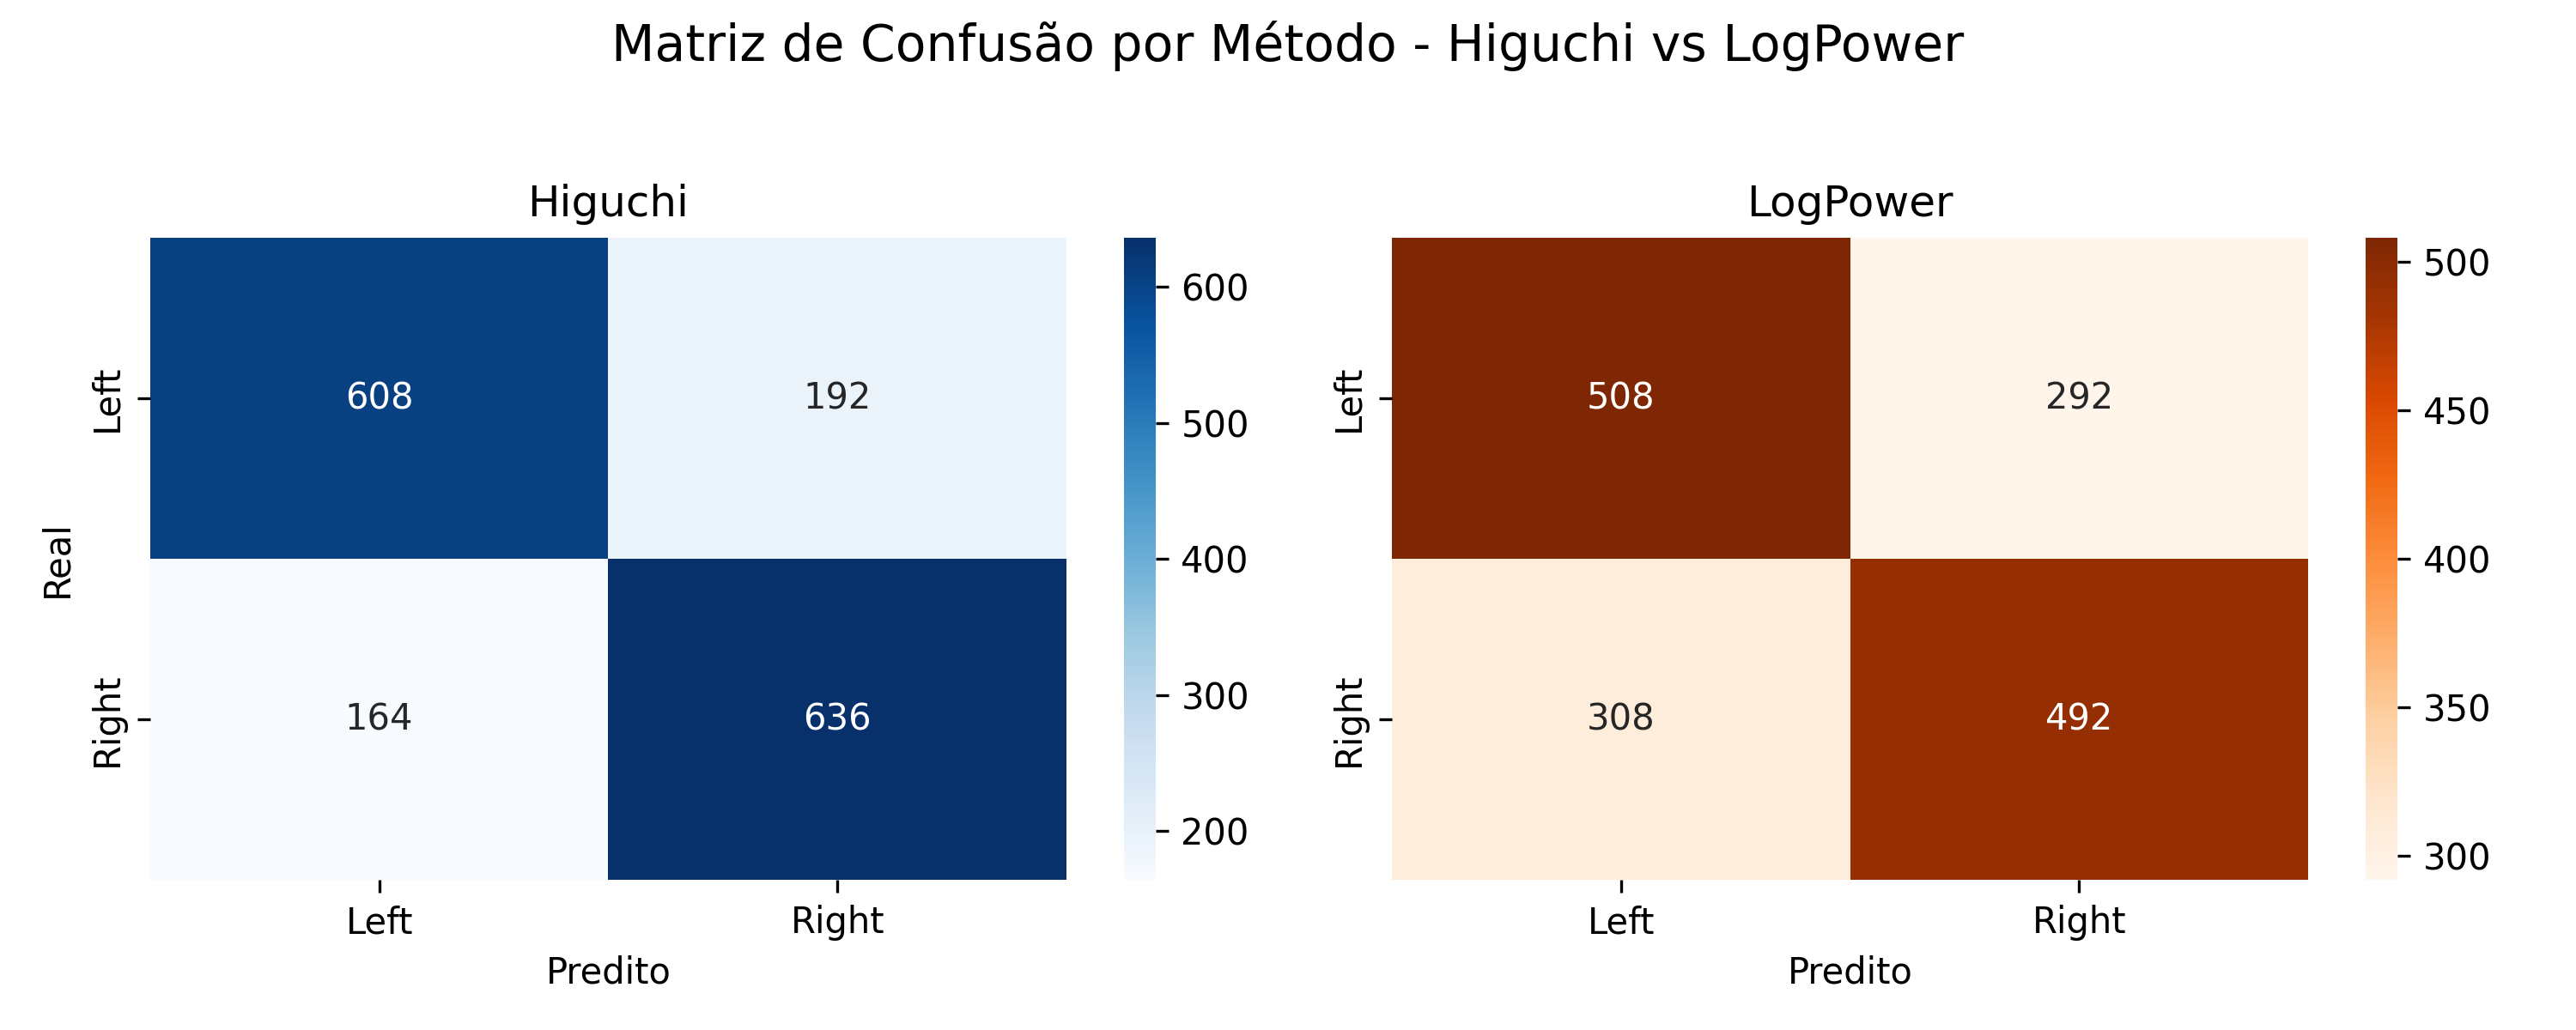 Matriz de Confusão por Método - Higuchi vs LogPower
Higuchi
Real
Left
608
192
Right
164
636
Left
Right
Predito
600
500
400
300
200
LogPower
Left
508
292
Right
308
492
Left
Right
Predito
500
450
400
350
300